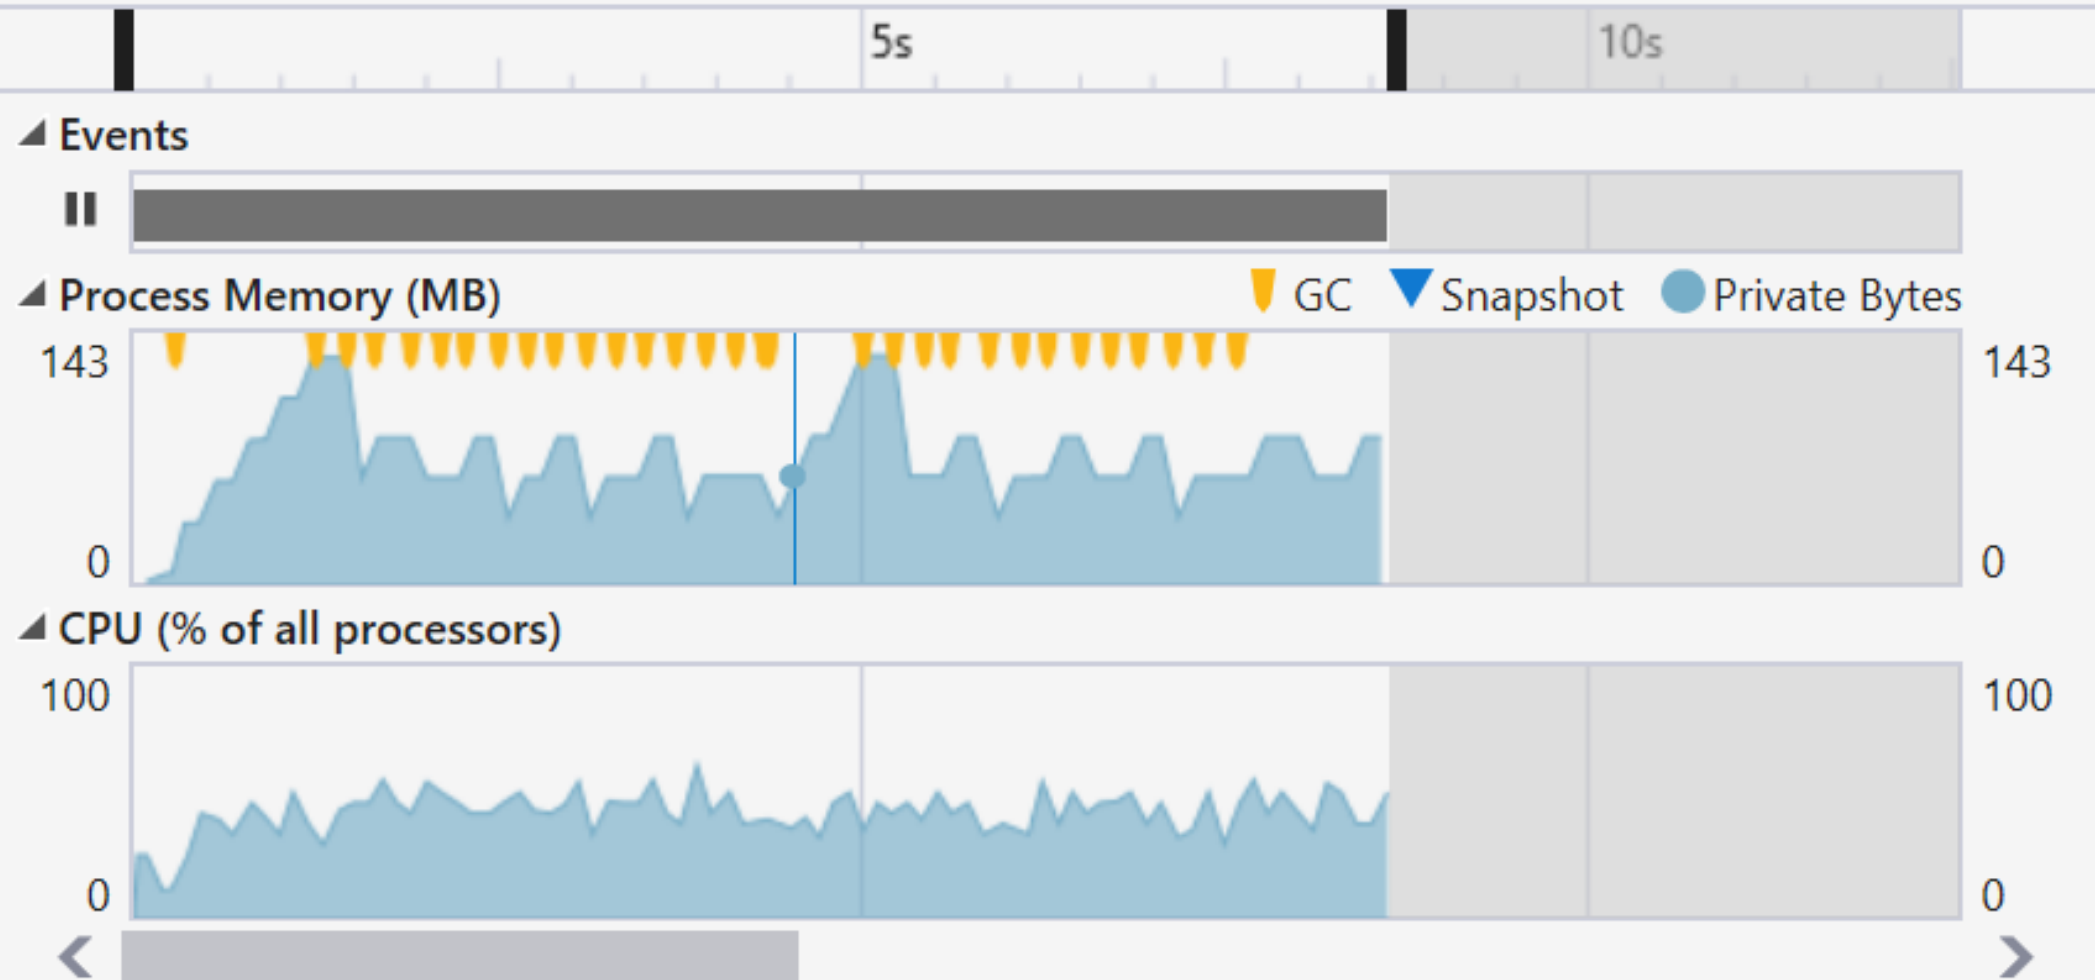 5s 10s
Events
Process Memory (MB) GC Snapshot Private Bytes
143 143
0 0
CPU (% of all processors)
100 100
0 0